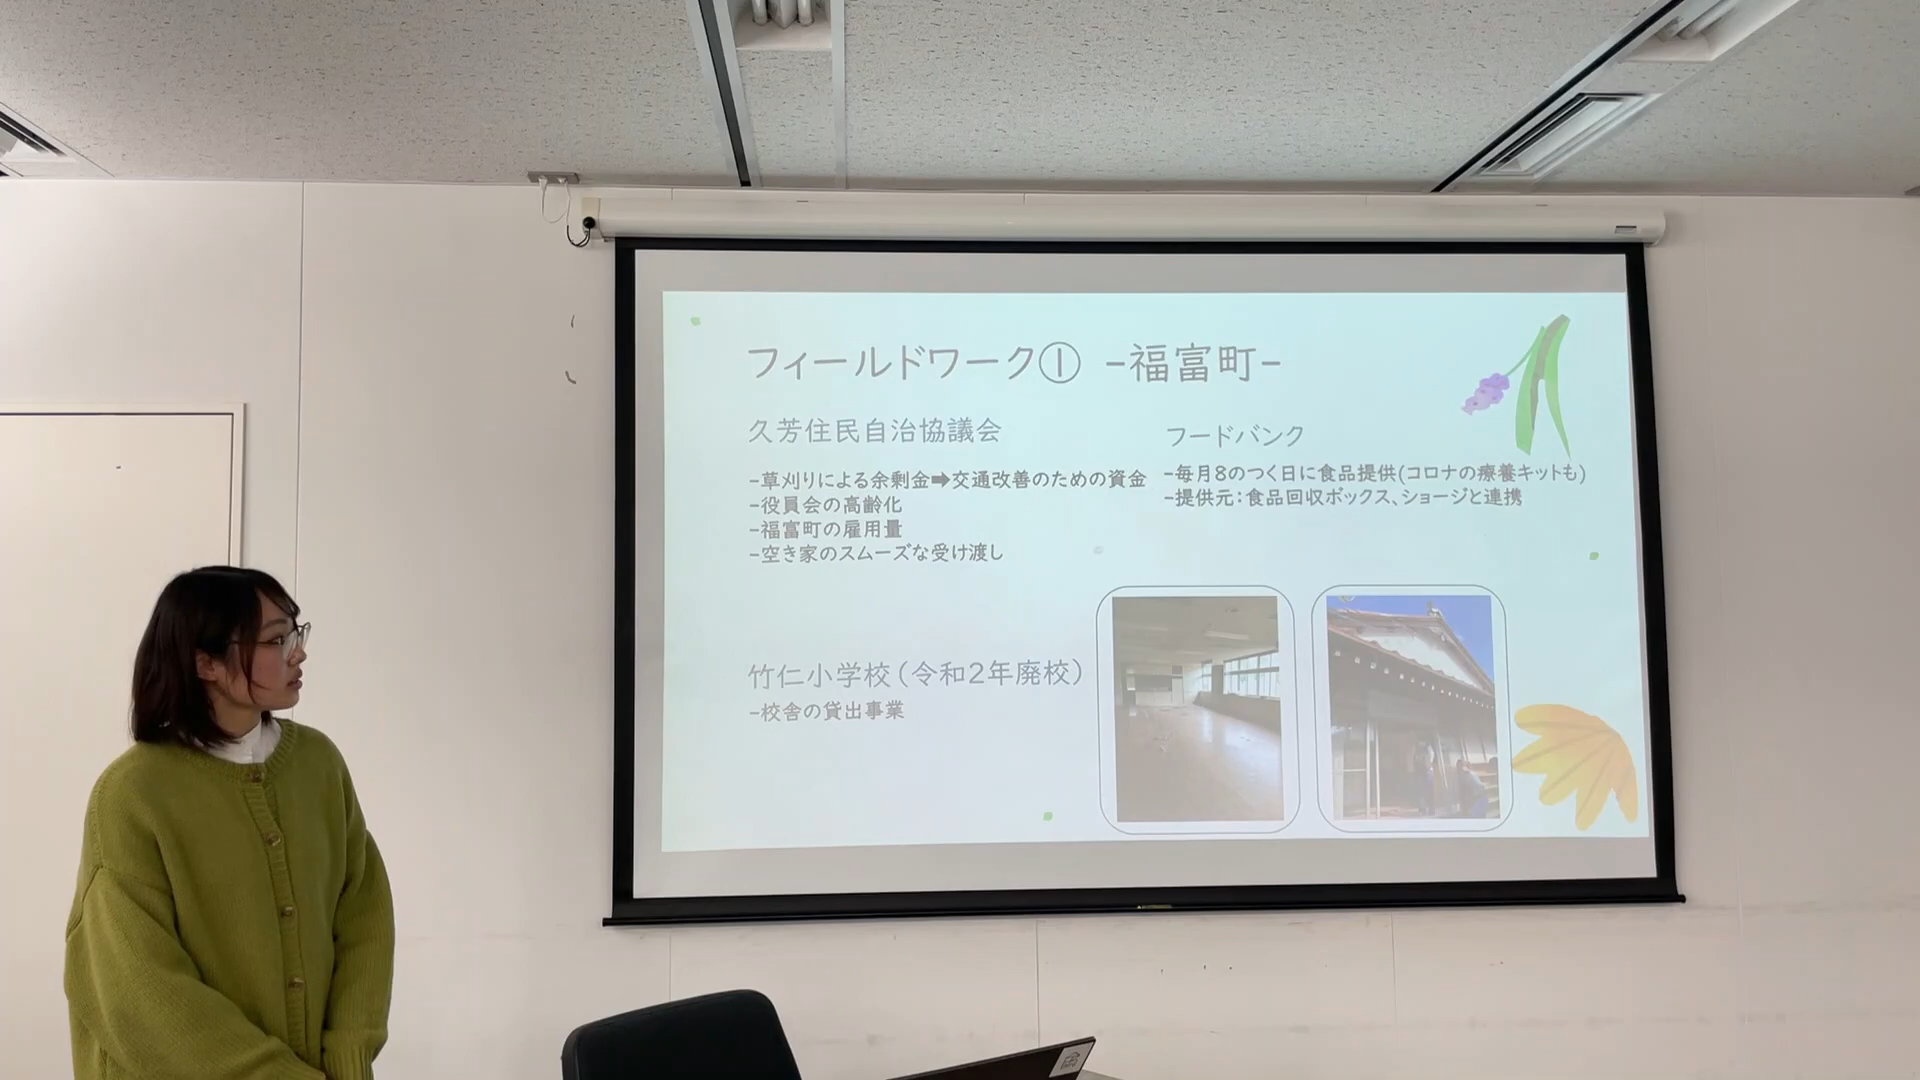 フィールドワーク① -福富町-
久芳住民自治協議会
-草刈りによる余剰金➡交通改善のための資金
-役員会の高齢化
-福富町の雇用量
-空き家のスムーズな受け渡し
フードバンク
-毎月8のつく日に食品提供(コロナの療養キットも)
-提供元：食品回収ボックス、ショージと連携
竹仁小学校（令和2年廃校）
-校舎の貸出事業